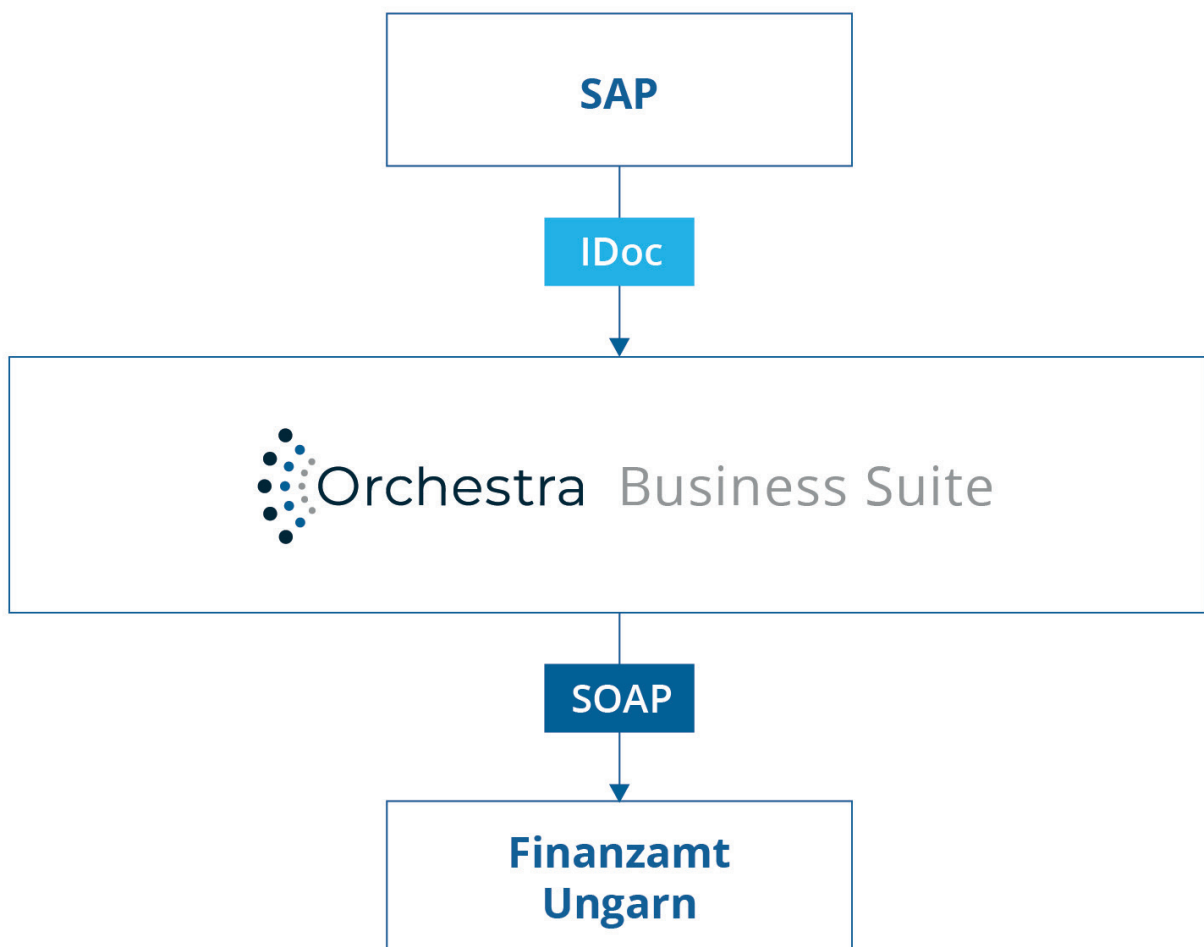 SAP
IDoc
Orchestra Business Suite
SOAP
Finanzamt
Ungarn